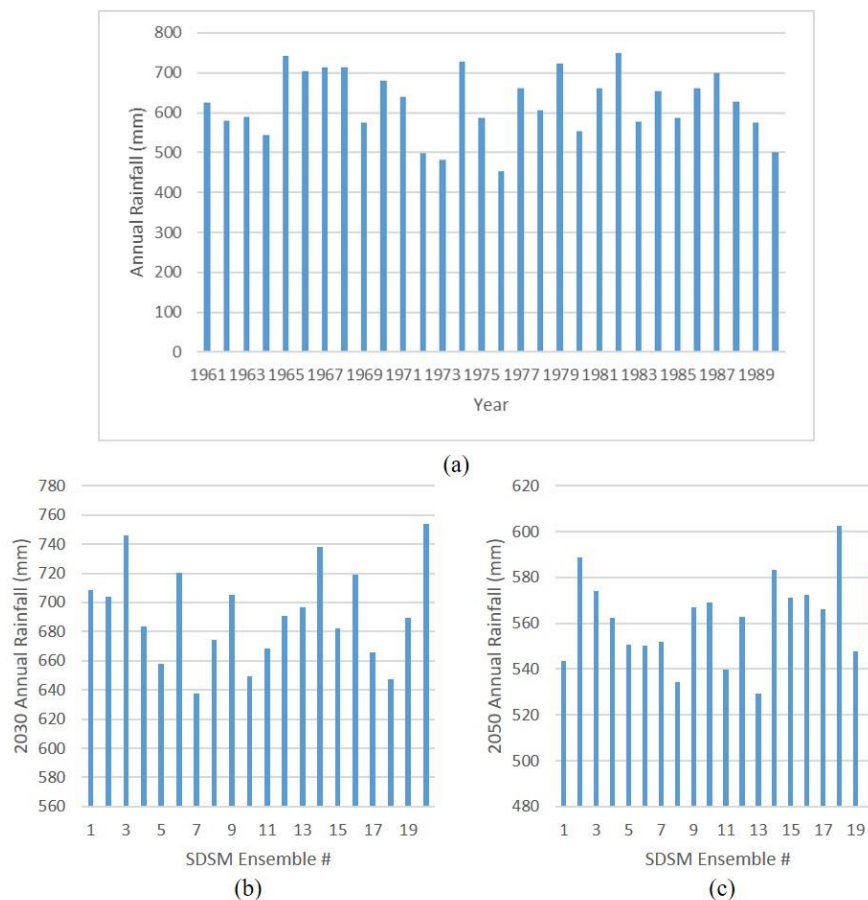 800
700
600
500
400
300
200
100
0
Annual Rainfall (mm)
1961 1963 1965 1967 1969 1971 1973 1975 1977 1979 1981 1983 1985 1987 1989
Year
(a)
780
760
740
720
700
680
660
640
620
600
580
560
2030 Annual Rainfall (mm)
1 3 5 7 9 11 13 15 17 19
SDSM Ensemble #
(b)
620
600
580
560
540
520
500
480
2050 Annual Rainfall (mm)
1 3 5 7 9 11 13 15 17 19
SDSM Ensemble #
(c)